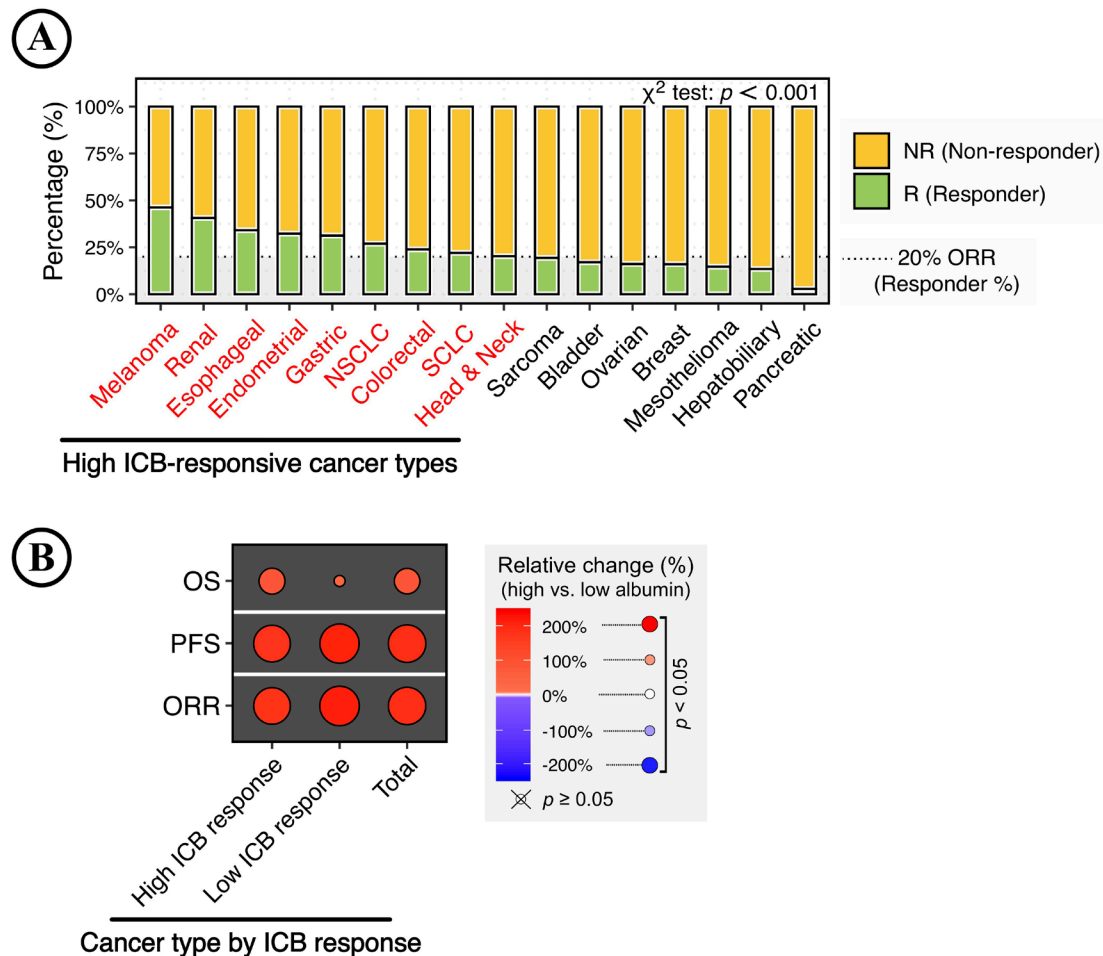 A
χ² test: p < 0.001
Percentage (%)
100%
75%
50%
25%
0%
NR (Non-responder)
R (Responder)
20% ORR
(Responder %)
Melanoma
Renal
Esophageal
Endometrial
Gastric
NSCLC
Colorectal
SCLC
Head & Neck
Sarcoma
Bladder
Ovarian
Breast
Mesothelioma
Hepatobiliary
Pancreatic
High ICB-responsive cancer types
B
OS
PFS
ORR
High ICB response
Low ICB response
Total
Cancer type by ICB response
Relative change (%)
(high vs. low albumin)
200%
100%
0%
-100%
-200%
p < 0.05
p ≥ 0.05